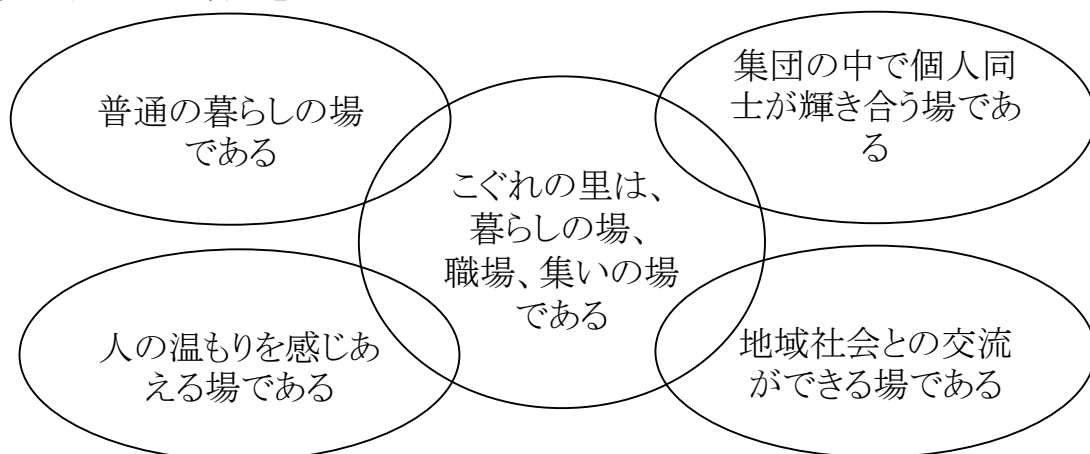 普通の暮らしの場
である
集団の中で個人同
士が輝き合う場であ
る
こぐれの里は、
暮らしの場、
職場、集いの場
である
人の温もりを感じあ
える場である
地域社会との交流
ができる場である